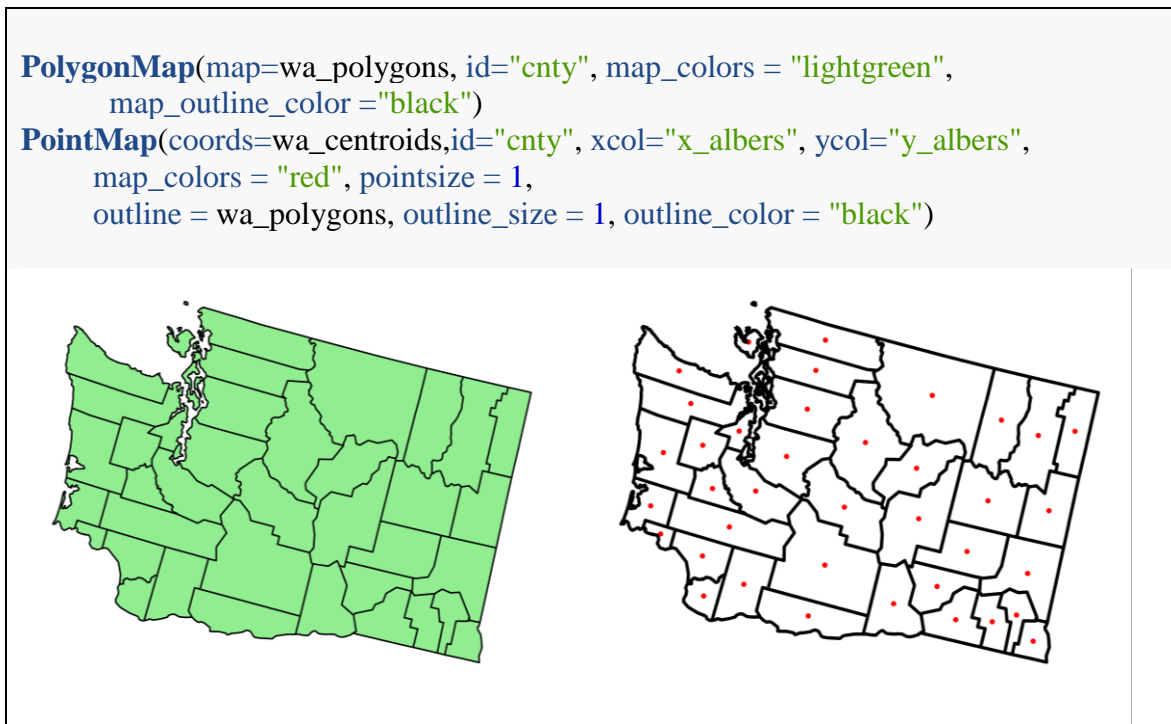 PolygonMap(map=wa_polygons, id="cnty", map_colors = "lightgreen",
map_outline_color ="black")
PointMap(coords=wa_centroids,id="cnty", xcol="x_albers", ycol="y_albers",
map_colors = "red", pointsize = 1,
outline = wa_polygons, outline_size = 1, outline_color = "black")